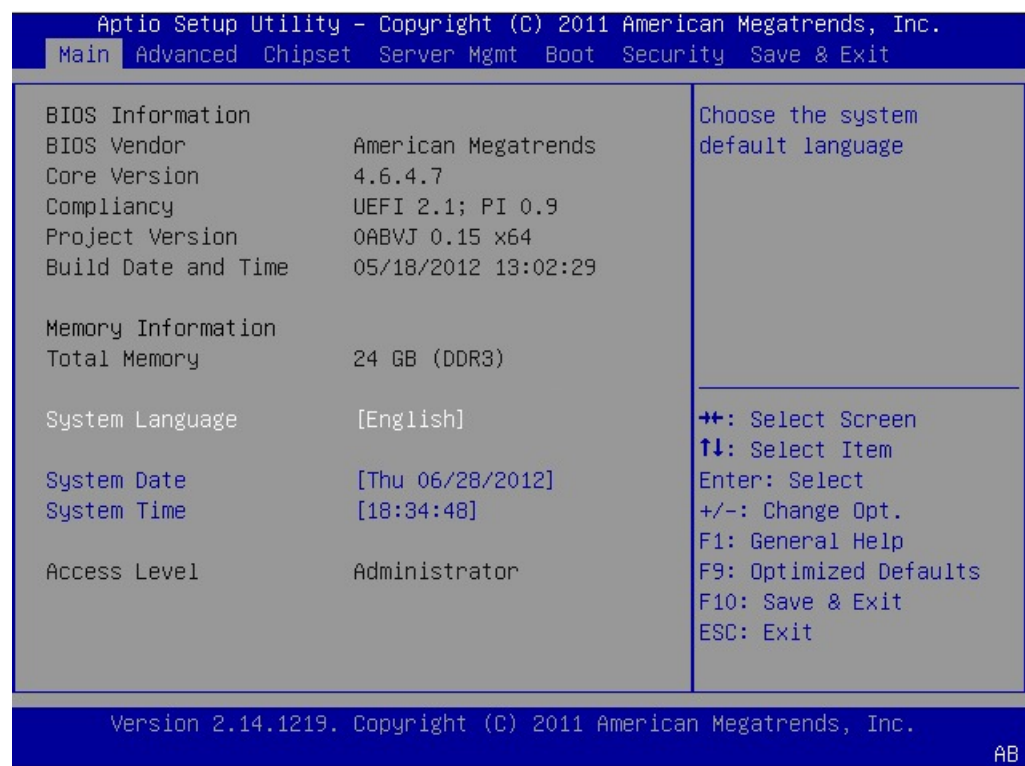 Aptio Setup Utility – Copyright (C) 2011 American Megatrends, Inc.
Main Advanced Chipset Server Mgmt Boot Security Save & Exit
BIOS Information
BIOS Vendor American Megatrends
Core Version 4.6.4.7
Compliancy UEFI 2.1; PI 0.9
Project Version OABVJ 0.15 x64
Build Date and Time 05/18/2012 13:02:29
Memory Information
Total Memory 24 GB (DDR3)
System Language [English]
System Date [Thu 06/28/2012]
System Time [18:34:48]
Access Level Administrator
Choose the system
default language
→←: Select Screen
↑↓: Select Item
Enter: Select
+/-: Change Opt.
F1: General Help
F9: Optimized Defaults
F10: Save & Exit
ESC: Exit
Version 2.14.1219. Copyright (C) 2011 American Megatrends, Inc.
AB